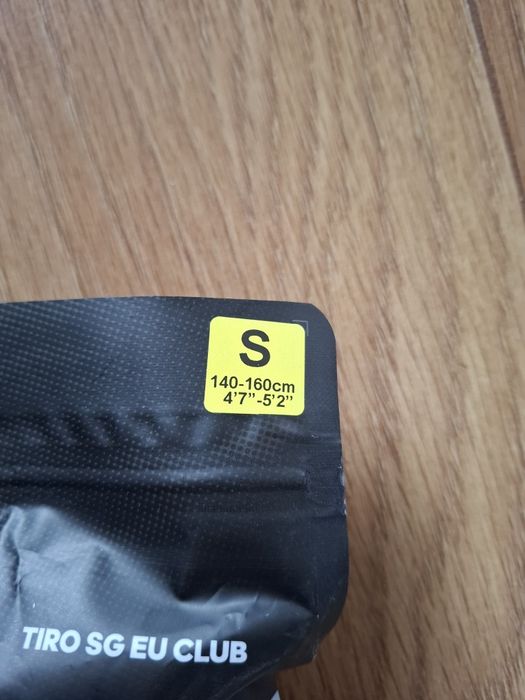 S
140-160cm
4'7"-5'2"
TIRO SG EU CLUB